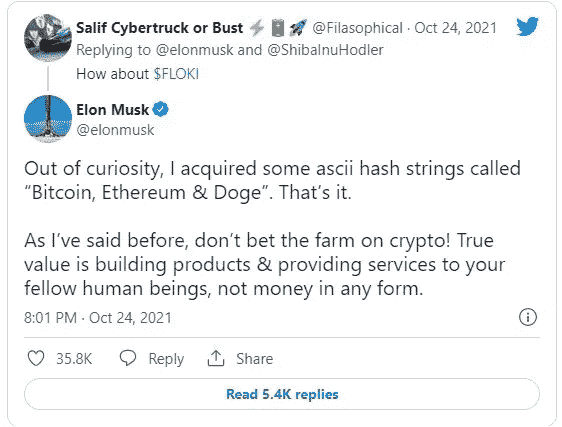 Salif Cybertruck or Bust ⚡🔋🚀 @Filasophical · Oct 24, 2021
Replying to @elonmusk and @ShibaInuHodler
How about $FLOKI
Elon Musk
@elonmusk
Out of curiosity, I acquired some ascii hash strings called
“Bitcoin, Ethereum & Doge”. That’s it.
As I’ve said before, don’t bet the farm on crypto! True
value is building products & providing services to your
fellow human beings, not money in any form.
8:01 PM · Oct 24, 2021
35.8K Reply Share
Read 5.4K replies